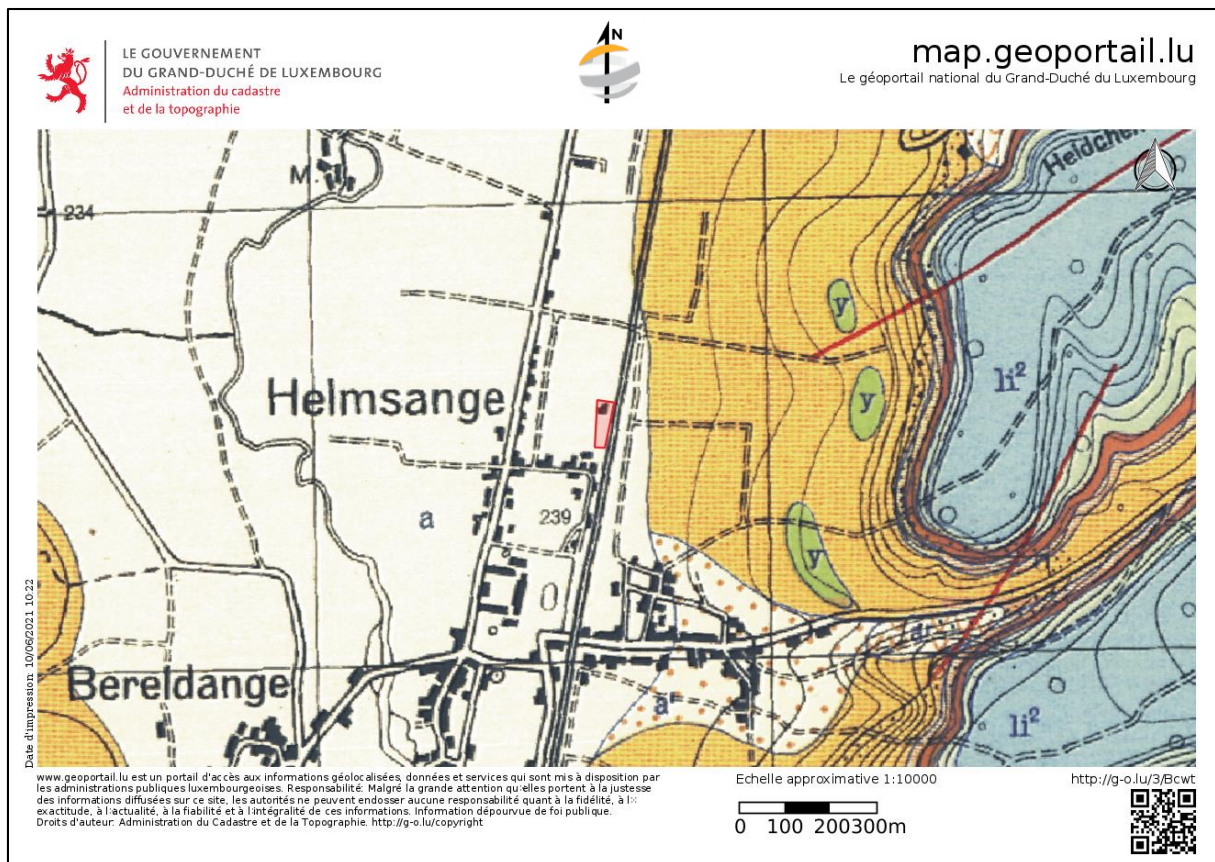 LE GOUVERNEMENT
DU GRAND-DUCHÉ DE LUXEMBOURG
Administration du cadastre
et de la topographie
N
map.geoportail.lu
Le géoportail national du Grand-Duché du Luxembourg
M.
234
y
li²
Helmsange
y
a
239
y
Bereldange
a
li²
Date d'impression: 10/06/2021 10:22
www.geoportail.lu est un portail d'accès aux informations géolocalisées, données et services qui sont mis à disposition par
les administrations publiques luxembourgeoises. Responsabilité: Malgré la grande attention qu'elles portent à la justesse
des informations diffusées sur ce site, les autorités ne peuvent endosser aucune responsabilité quant à la fidélité, à l'
exactitude, à l'actualité, à la fiabilité et à l'intégralité de ces informations. Information dépourvue de foi publique.
Droits d'auteur: Administration du Cadastre et de la Topographie. http://g-o.lu/copyright
Echelle approximative 1:10000
http://g-o.lu/3/Bcwt
0 100 200300m